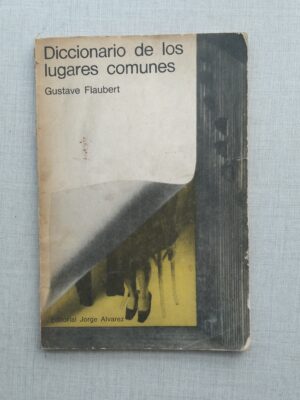 Diccionario de los
lugares comunes
Gustave Flaubert
Editorial Jorge Alvarez